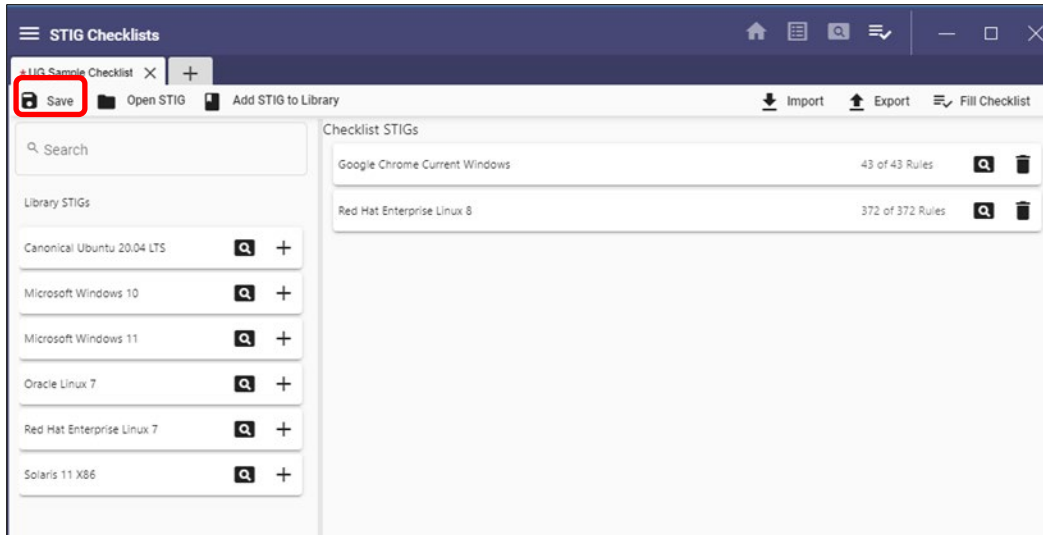 STIG Checklists
*UG Sample Checklist
Save Open STIG Add STIG to Library Import Export Fill Checklist
Search
Library STIGs
Canonical Ubuntu 20.04 LTS
Microsoft Windows 10
Microsoft Windows 11
Oracle Linux 7
Red Hat Enterprise Linux 7
Solaris 11 X86
Checklist STIGs
Google Chrome Current Windows 43 of 43 Rules
Red Hat Enterprise Linux 8 372 of 372 Rules